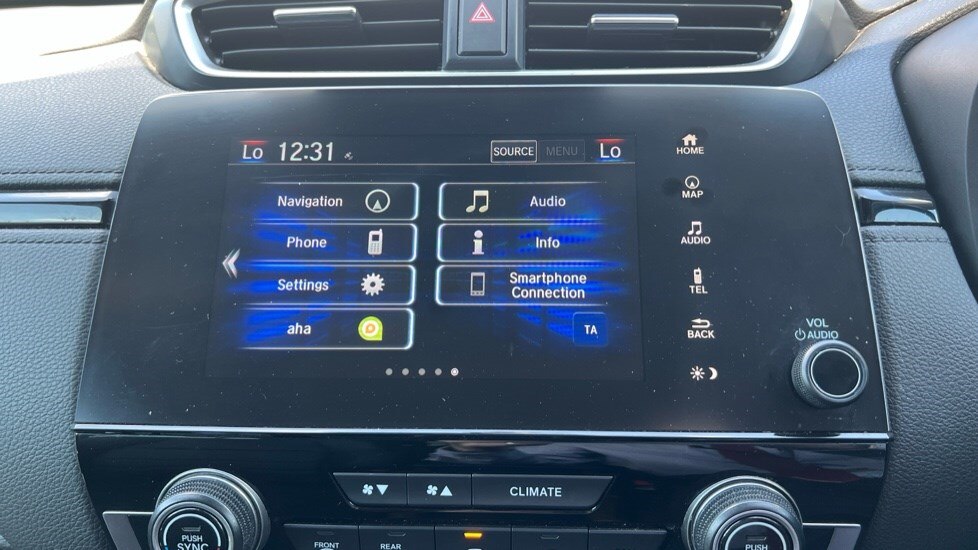 Lo 12:31 SOURCE MENU Lo
Navigation
Audio
Phone
Info
Settings
Smartphone
Connection
aha
TA
HOME
MAP
AUDIO
TEL
BACK
VOL
AUDIO
CLIMATE
PUSH
SYNC
FRONT
REAR
PUSH